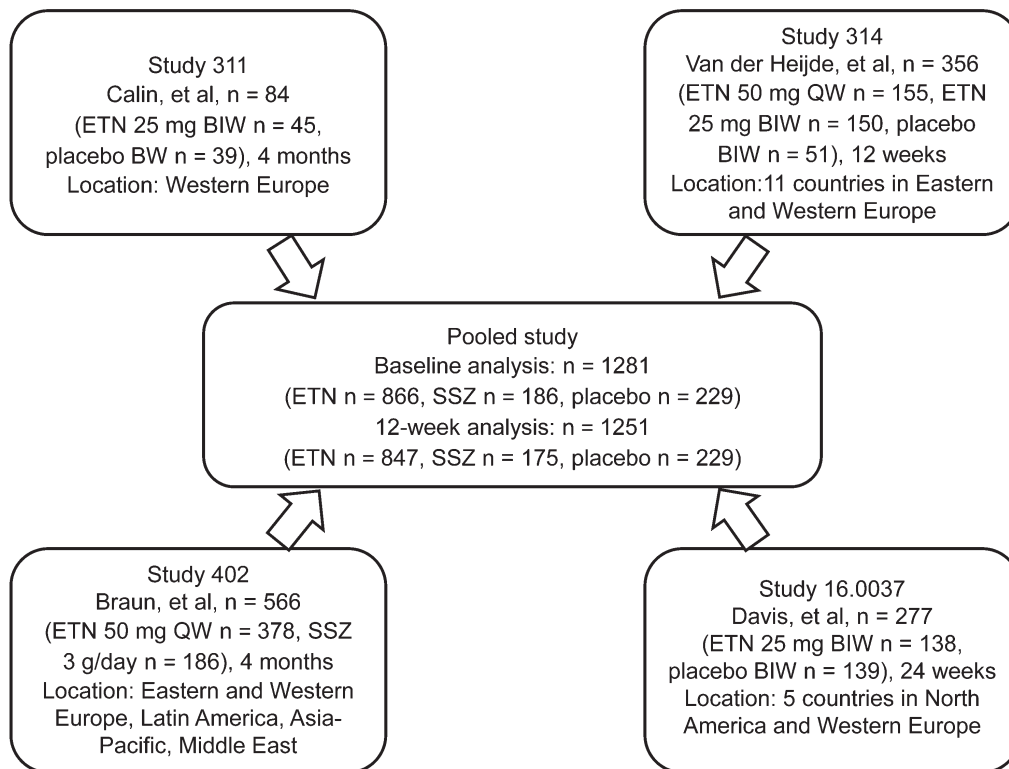 Study 311
Calin, et al, n = 84
(ETN 25 mg BIW n = 45,
placebo BW n = 39), 4 months
Location: Western Europe
Study 314
Van der Heijde, et al, n = 356
(ETN 50 mg QW n = 155, ETN
25 mg BIW n = 150, placebo
BIW n = 51), 12 weeks
Location:11 countries in Eastern
and Western Europe
Pooled study
Baseline analysis: n = 1281
(ETN n = 866, SSZ n = 186, placebo n = 229)
12-week analysis: n = 1251
(ETN n = 847, SSZ n = 175, placebo n = 229)
Study 402
Braun, et al, n = 566
(ETN 50 mg QW n = 378, SSZ
3 g/day n = 186), 4 months
Location: Eastern and Western
Europe, Latin America, Asia-
Pacific, Middle East
Study 16.0037
Davis, et al, n = 277
(ETN 25 mg BIW n = 138,
placebo BIW n = 139), 24 weeks
Location: 5 countries in North
America and Western Europe